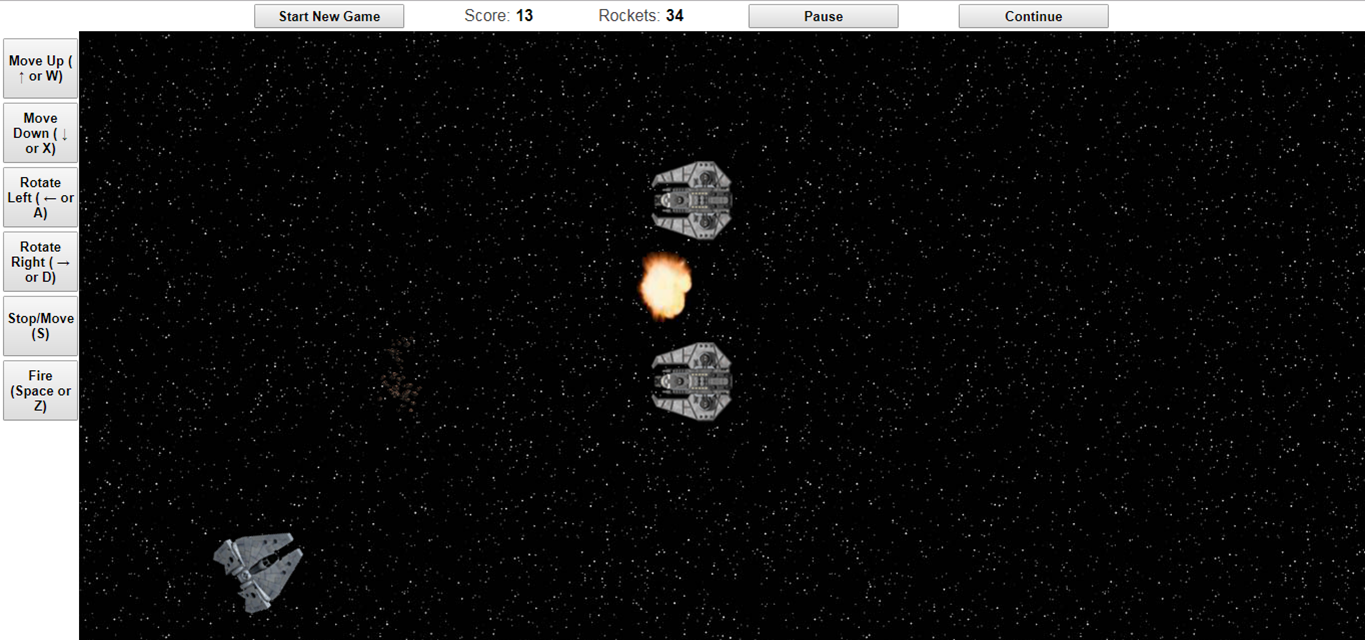 Start New Game Score: 13 Rockets: 34 Pause Continue
Move Up (
↑ or W)
Move
Down ( ↓
or X)
Rotate
Left ( ← or
A)
Rotate
Right ( →
or D)
Stop/Move
(S)
Fire
(Space or
Z)